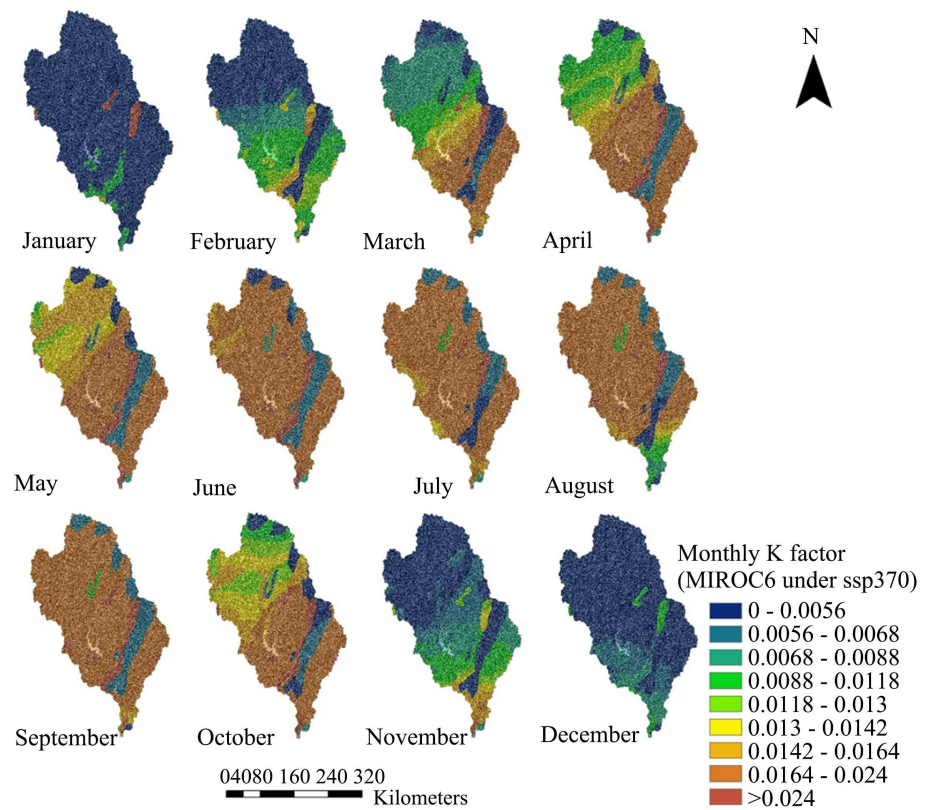 N
January
February
March
April
May
June
July
August
September
October
November
December
Monthly K factor
(MIROC6 under ssp370)
0 - 0.0056
0.0056 - 0.0068
0.0068 - 0.0088
0.0088 - 0.0118
0.0118 - 0.013
0.013 - 0.0142
0.0142 - 0.0164
0.0164 - 0.024
>0.024
04080 160 240 320
Kilometers